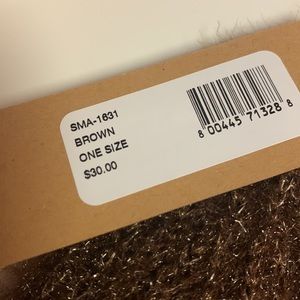 SMA-1631
BROWN
ONE SIZE
$30.00
8 00445 71328 8